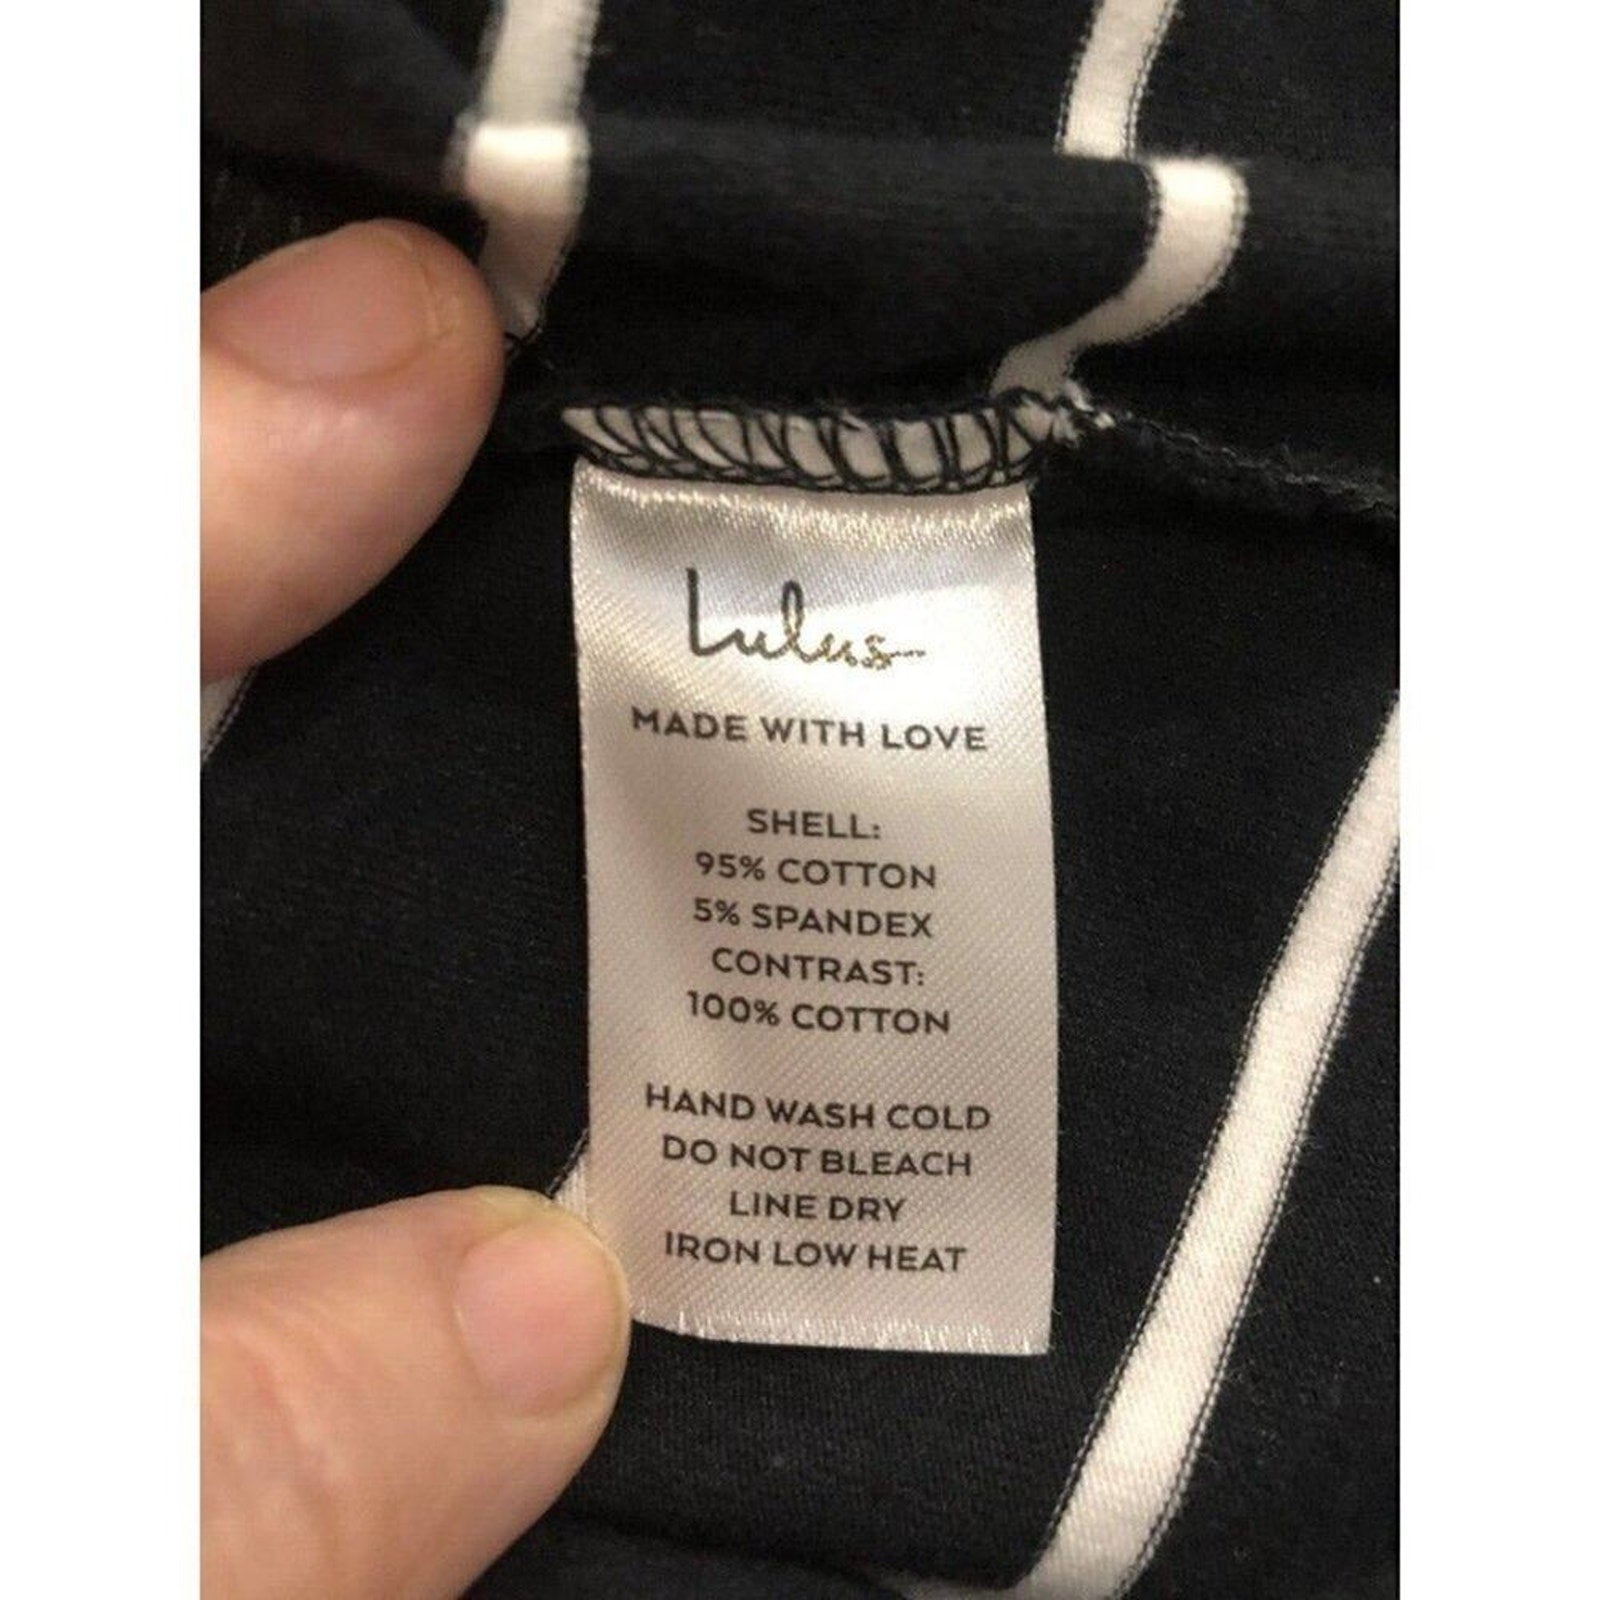 Lulus
MADE WITH LOVE
SHELL:
95% COTTON
5% SPANDEX
CONTRAST:
100% COTTON
HAND WASH COLD
DO NOT BLEACH
LINE DRY
IRON LOW HEAT